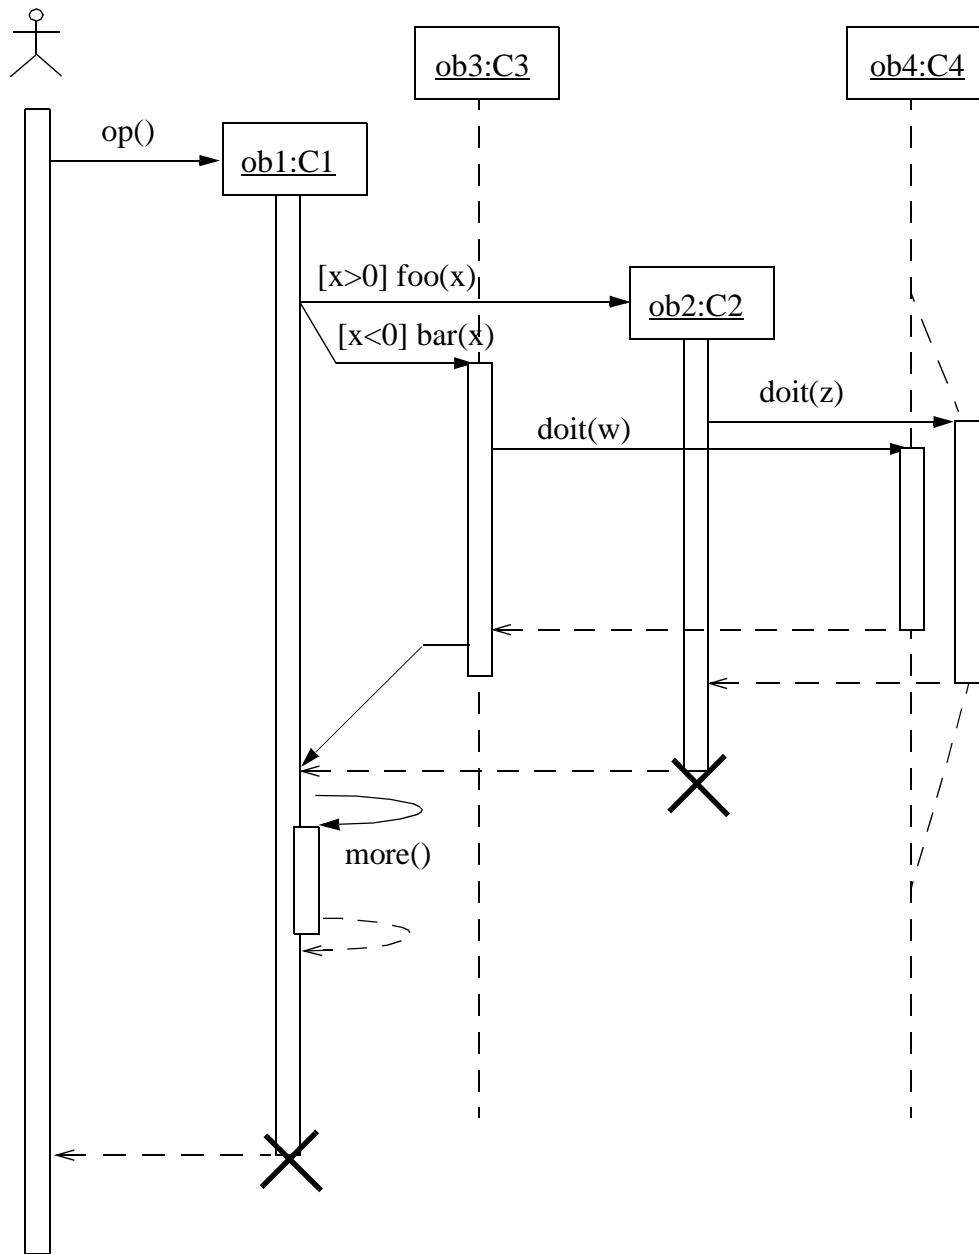 ob3:C3
ob4:C4
op()
ob1:C1
[x>0] foo(x)
ob2:C2
[x<0] bar(x)
doit(z)
doit(w)
more()